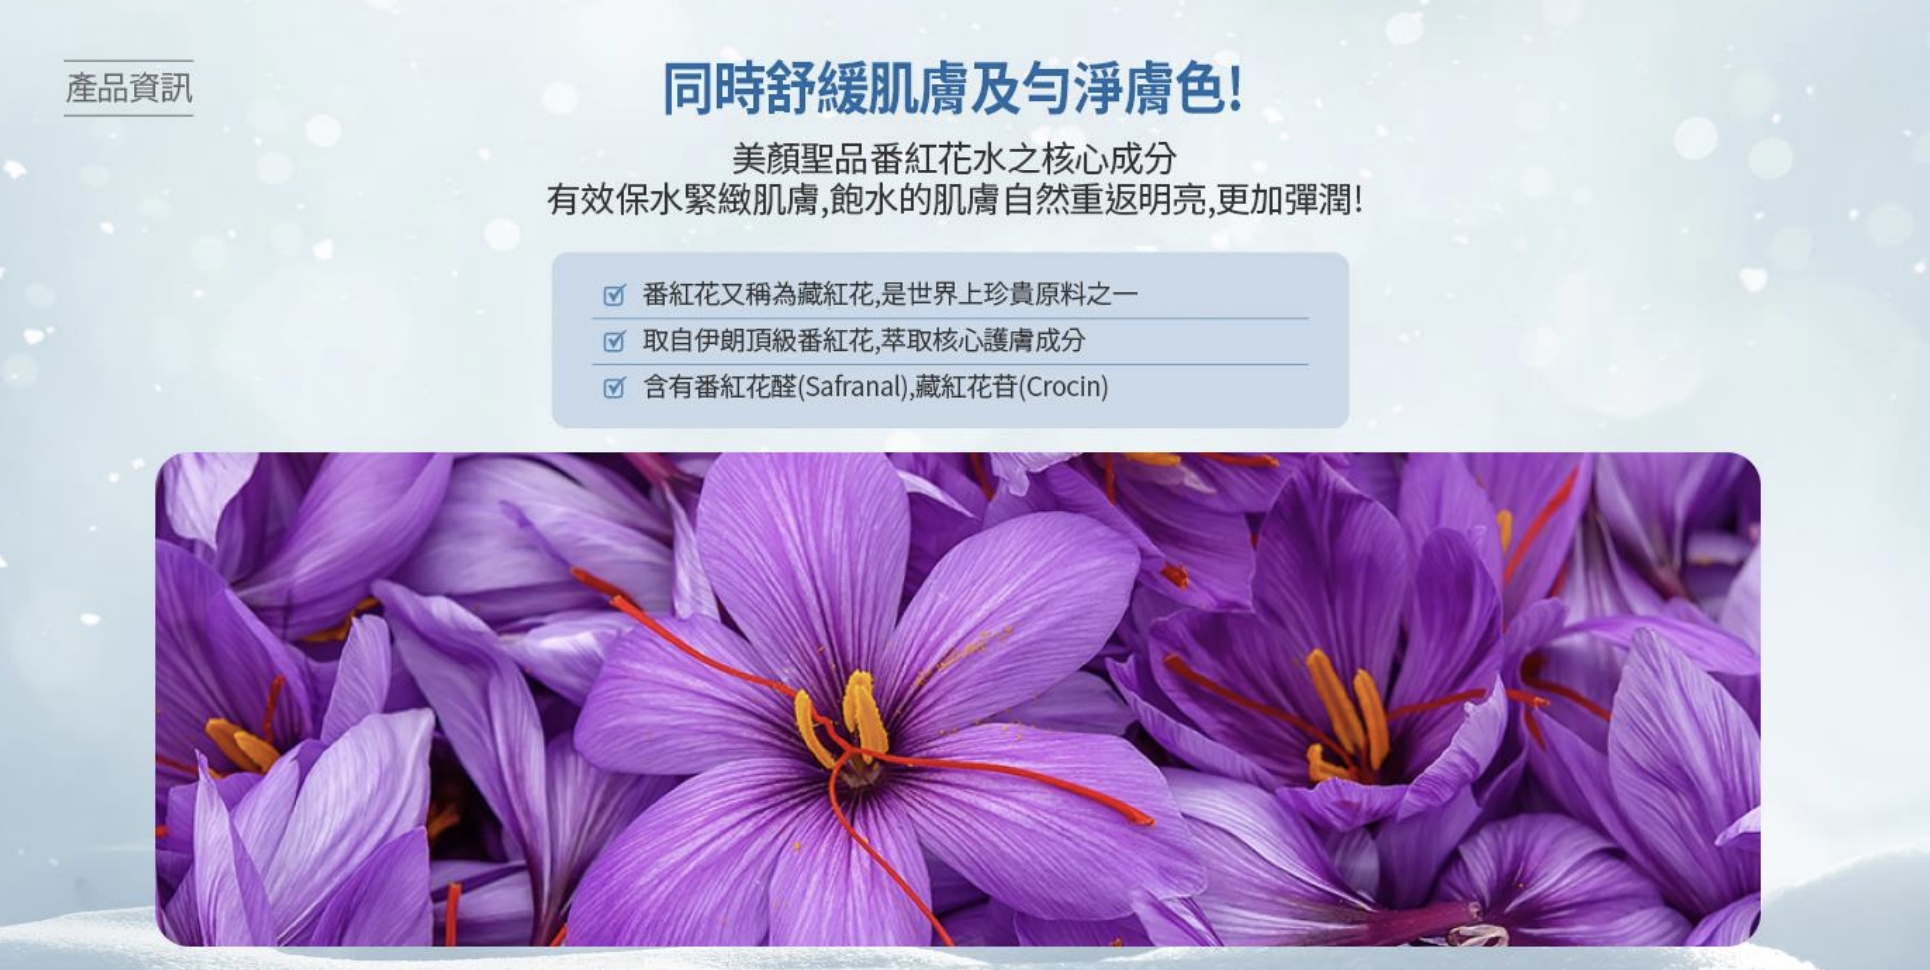 產品資訊
同時舒緩肌膚及勻淨膚色!
美顏聖品番紅花水之核心成分
有效保水緊緻肌膚,飽水的肌膚自然重返明亮,更加彈潤!
番紅花又稱為藏紅花,是世界上珍貴原料之一
取自伊朗頂級番紅花,萃取核心護膚成分
含有番紅花醛(Safranal),藏紅花苷(Crocin)